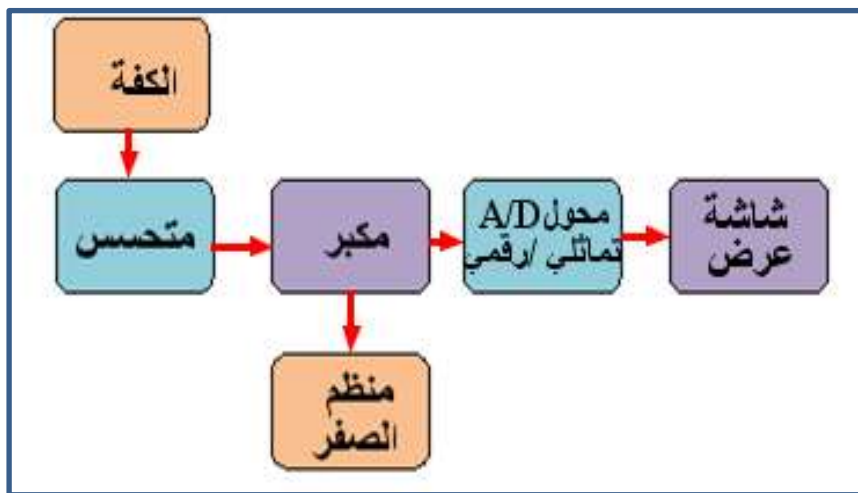 الكفة
متحسس
مكبر
محول A/D
تماثلي /رقمي
شاشة
عرض
منظم
الصفر